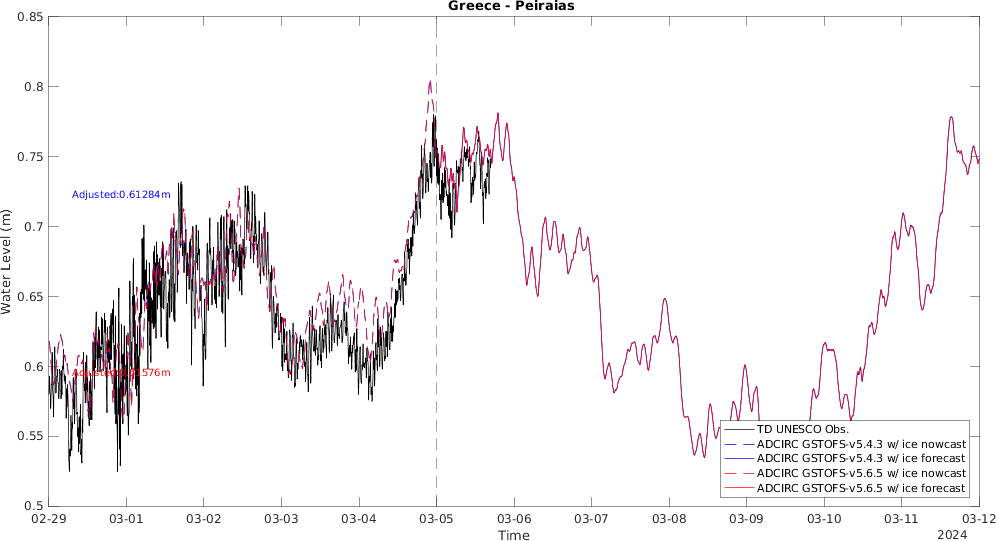 Greece - Peiraias
0.85
0.8
0.75
0.7
0.65
0.6
0.55
0.5
Water Level (m)
Adjusted:0.61284m
02-29
03-01
03-02
03-03
03-04
03-05
03-06
03-07
03-08
03-09
03-10
03-11
03-12
Time
2024
TD UNESCO Obs.
ADCIRC GSTOFS-v5.4.3 w/ ice nowcast
ADCIRC GSTOFS-v5.4.3 w/ ice forecast
ADCIRC GSTOFS-v5.6.5 w/ ice nowcast
ADCIRC GSTOFS-v5.6.5 w/ ice forecast